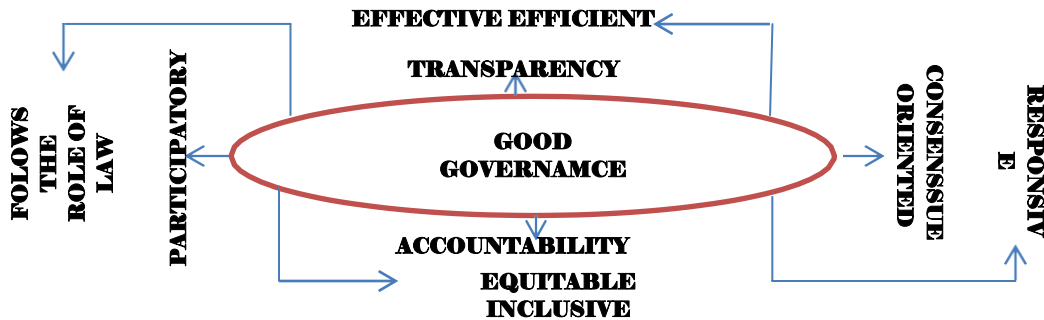 EFFECTIVE EFFICIENT
TRANSPARENCY
FOLOWS
THE
ROLE OF
LAW
PARTICIPATORY
GOOD
GOVERNAMCE
CONSENSSUE
ORIENTED
RESPONSIV
E
ACCOUNTABILITY
EQUITABLE
INCLUSIVE